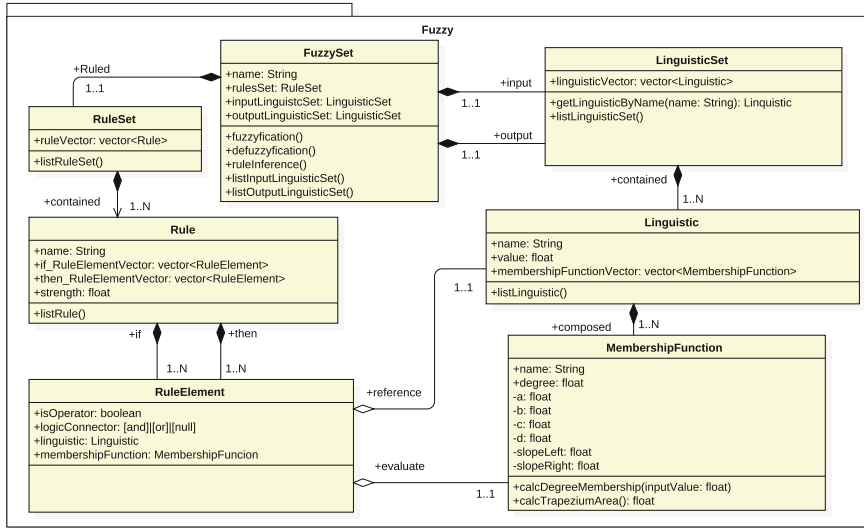 Fuzzy
FuzzySet
+name: String
+rulesSet: RuleSet
+inputLinguistcSet: LinguisticSet
+outputLinguisticSet: LinguisticSet
+fuzzyfication()
+defuzzyfication()
+ruleInference()
+listInputLinguisticSet()
+listOutputLinguisticSet()
+Ruled
1..1
+input
1..1
+output
1..1
LinguisticSet
+linguisticVector: vector<Linguistic>
+getLinguisticByName(name: String): Linquistic
+listLinguisticSet()
RuleSet
+ruleVector: vector<Rule>
+listRuleSet()
+contained
1..N
+contained
1..N
Rule
+name: String
+if_RuleElementVector: vector<RuleElement>
+then_RuleElementVector: vector<RuleElement>
+strength: float
+listRule()
Linguistic
+name: String
+value: float
+membershipFunctionVector: vector<MembershipFunction>
+listLinguistic()
+if
1..N
+then
1..N
1..1
+reference
+composed
1..N
RuleElement
+isOperator: boolean
+logicConnector: [and]|[or]|[null]
+linguistic: Linguistic
+membershipFunction: MembershipFuncion
+evaluate
1..1
MembershipFunction
+name: String
+degree: float
-a: float
-b: float
-c: float
-d: float
-slopeLeft: float
-slopeRight: float
+calcDegreeMembership(inputValue: float)
+calcTrapeziumArea(): float